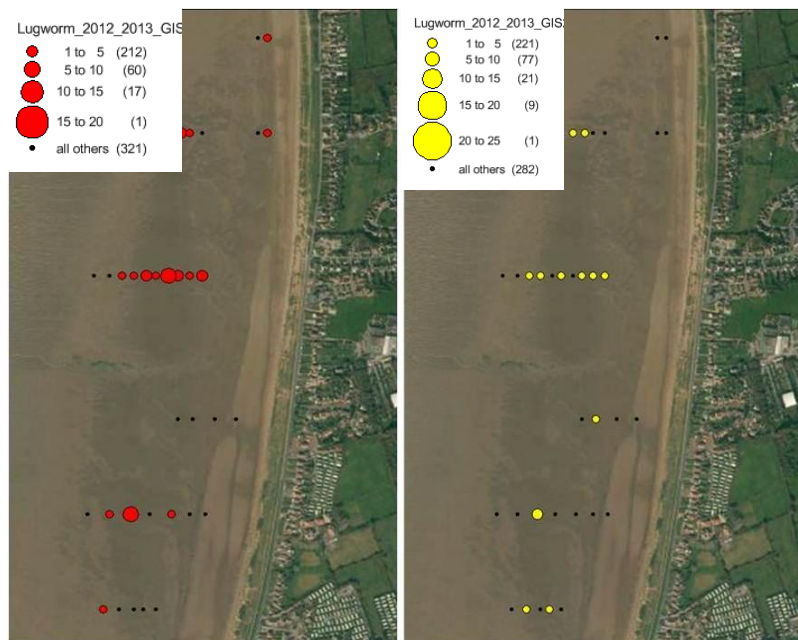 Lugworm_2012_2013_GIS
1 to 5 (212)
5 to 10 (60)
10 to 15 (17)
15 to 20 (1)
all others (321)
Lugworm_2012_2013_GIS
1 to 5 (221)
5 to 10 (77)
10 to 15 (21)
15 to 20 (9)
20 to 25 (1)
all others (282)